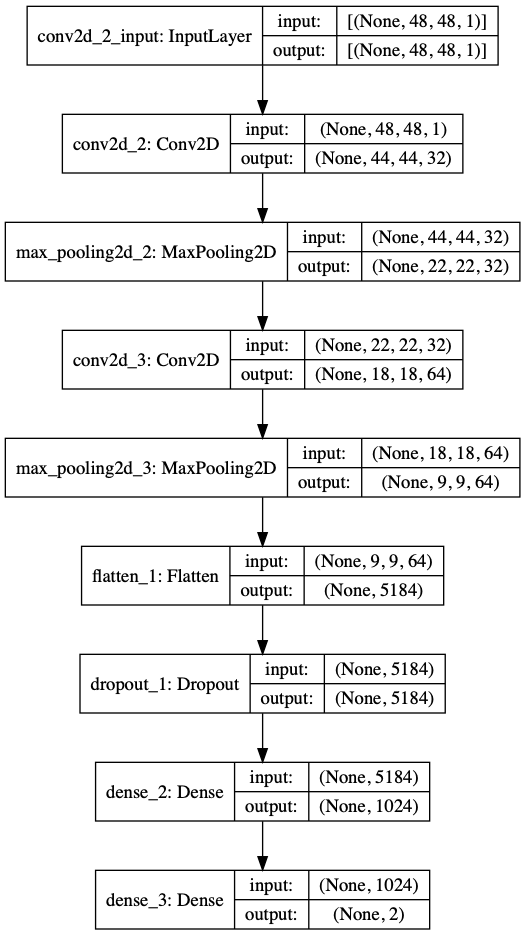 conv2d_2_input: InputLayer
input: [(None, 48, 48, 1)]
output: [(None, 48, 48, 1)]
conv2d_2: Conv2D
input: (None, 48, 48, 1)
output: (None, 44, 44, 32)
max_pooling2d_2: MaxPooling2D
input: (None, 44, 44, 32)
output: (None, 22, 22, 32)
conv2d_3: Conv2D
input: (None, 22, 22, 32)
output: (None, 18, 18, 64)
max_pooling2d_3: MaxPooling2D
input: (None, 18, 18, 64)
output: (None, 9, 9, 64)
flatten_1: Flatten
input: (None, 9, 9, 64)
output: (None, 5184)
dropout_1: Dropout
input: (None, 5184)
output: (None, 5184)
dense_2: Dense
input: (None, 5184)
output: (None, 1024)
dense_3: Dense
input: (None, 1024)
output: (None, 2)